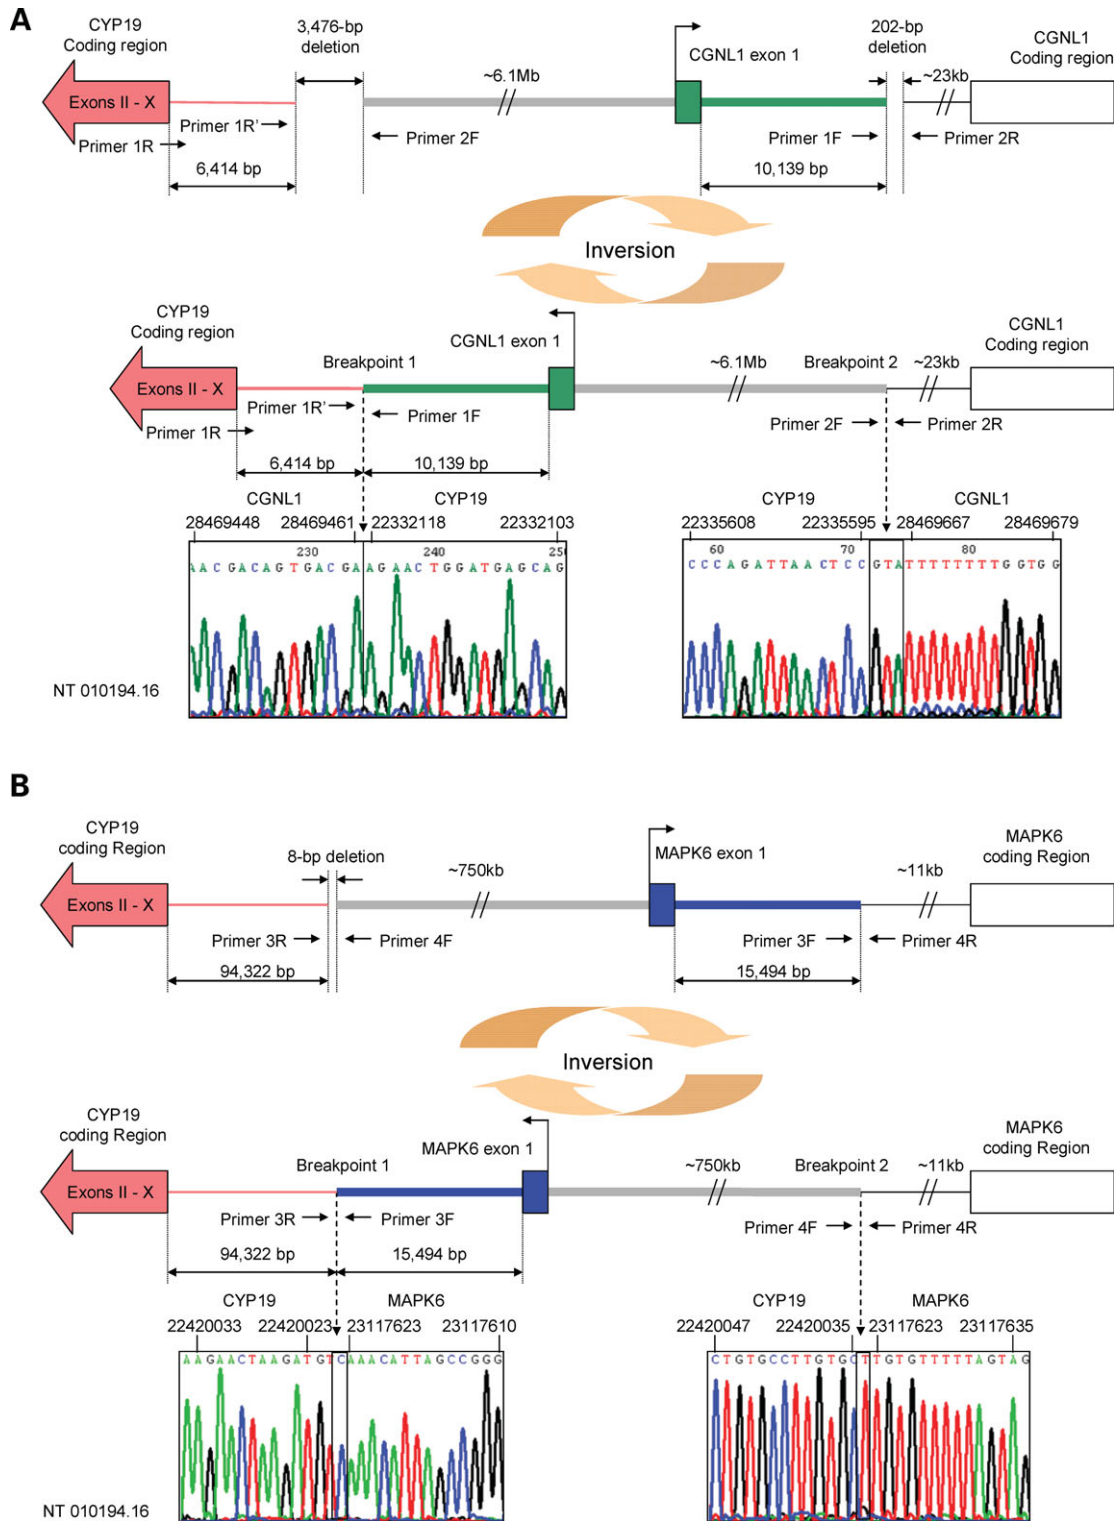 A
CYP19
Coding region
3,476-bp
deletion
~6.1Mb
CGNL1 exon 1
202-bp
deletion
~23kb
CGNL1
Coding region
Exons II - X
Primer 1R'
Primer 1R
Primer 2F
Primer 1F
Primer 2R
6,414 bp
10,139 bp
Inversion
CYP19
Coding region
Breakpoint 1
CGNL1 exon 1
~6.1Mb
Breakpoint 2
~23kb
CGNL1
Coding region
Exons II - X
Primer 1R'
Primer 1R
Primer 1F
Primer 2F
Primer 2R
6,414 bp
10,139 bp
CGNL1 CYP19
28469448 28469461 22332118 22332103
230 240 250
AACGACAGTGACGAAGAACTGGATGAGCAG
CYP19 CGNL1
22335608 22335595 28469667 28469679
60 70 80
CCCAGATTAACTCCGTATTTTTTTTGGTGG
NT 010194.16
B
CYP19
coding Region
8-bp deletion
~750kb
MAPK6 exon 1
~11kb
MAPK6
coding Region
Exons II - X
Primer 3R
Primer 4F
Primer 3F
Primer 4R
94,322 bp
15,494 bp
Inversion
CYP19
coding Region
Breakpoint 1
MAPK6 exon 1
~750kb
Breakpoint 2
~11kb
MAPK6
coding Region
Exons II - X
Primer 3R
Primer 3F
Primer 4F
Primer 4R
94,322 bp
15,494 bp
CYP19 MAPK6
22420033 22420023 23117623 23117610
AAGAACTAAGATGTCAAACATTAGCCGGG
CYP19 MAPK6
22420047 22420035 23117623 23117635
CTGTGCCTTGTGCTTGTGTTTTTAGTAG
NT 010194.16